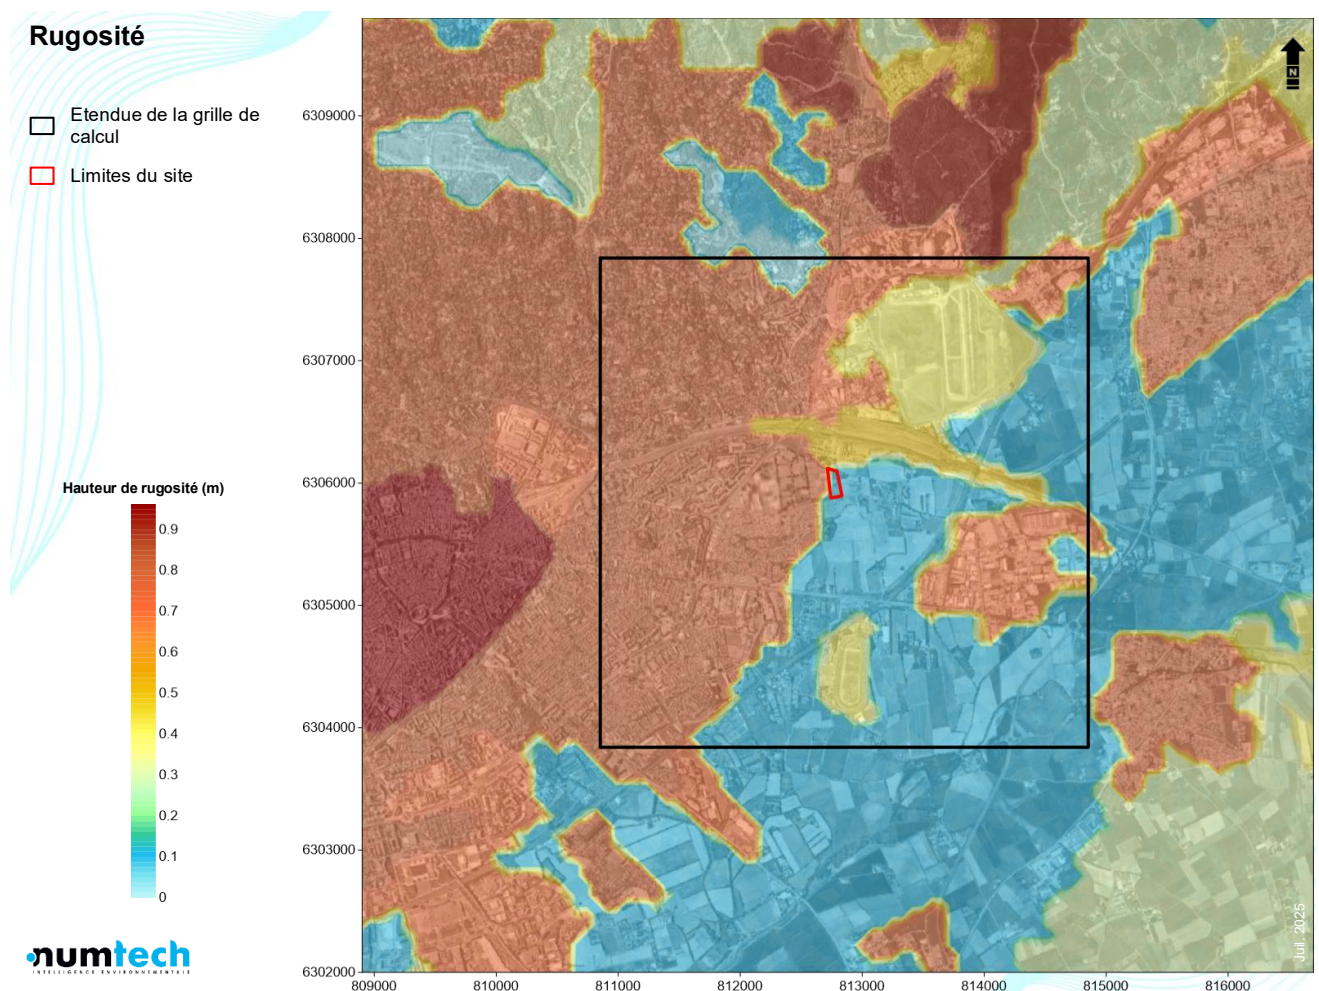 Rugosité
Etendue de la grille de
calcul
Limites du site
Hauteur de rugosité (m)
0.9
0.8
0.7
0.6
0.5
0.4
0.3
0.2
0.1
0
numtech
INTELLIGENCE ENVIRONNEMENTALE
6309000
6308000
6307000
6306000
6305000
6304000
6303000
6302000
809000
810000
811000
812000
813000
814000
815000
816000
N
Juil. 2025